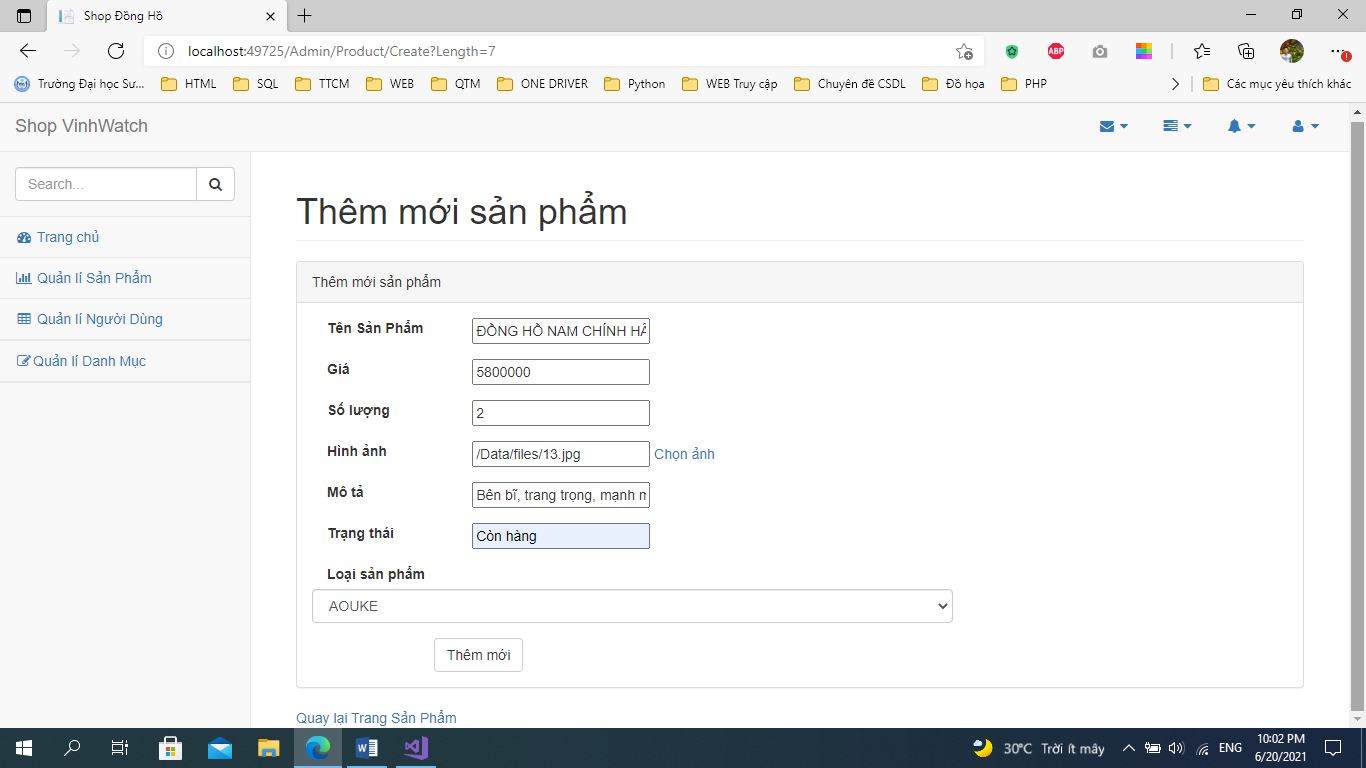 Shop Đồng Hồ
localhost:49725/Admin/Product/Create?Length=7
ABP
Trường Đại học Sư...
HTML
SQL
TTCM
WEB
QTM
ONE DRIVER
Python
WEB Truy cập
Chuyên đề CSDL
Đồ họa
PHP
Các mục yêu thích khác
Shop VinhWatch
Search...
Trang chủ
Quản lí Sản Phẩm
Quản lí Người Dùng
Quản lí Danh Mục
Thêm mới sản phẩm
Thêm mới sản phẩm
Tên Sản Phẩm ĐỒNG HỒ NAM CHÍNH HÃ
Giá 5800000
Số lượng 2
Hình ảnh /Data/files/13.jpg Chọn ảnh
Mô tả Bên bĩ, trang trọng, mạnh m
Trạng thái Còn hàng
Loại sản phẩm
AOUKE
Thêm mới
Quay lại Trang Sản Phẩm
30°C Trời ít mây
ENG
10:02 PM
6/20/2021